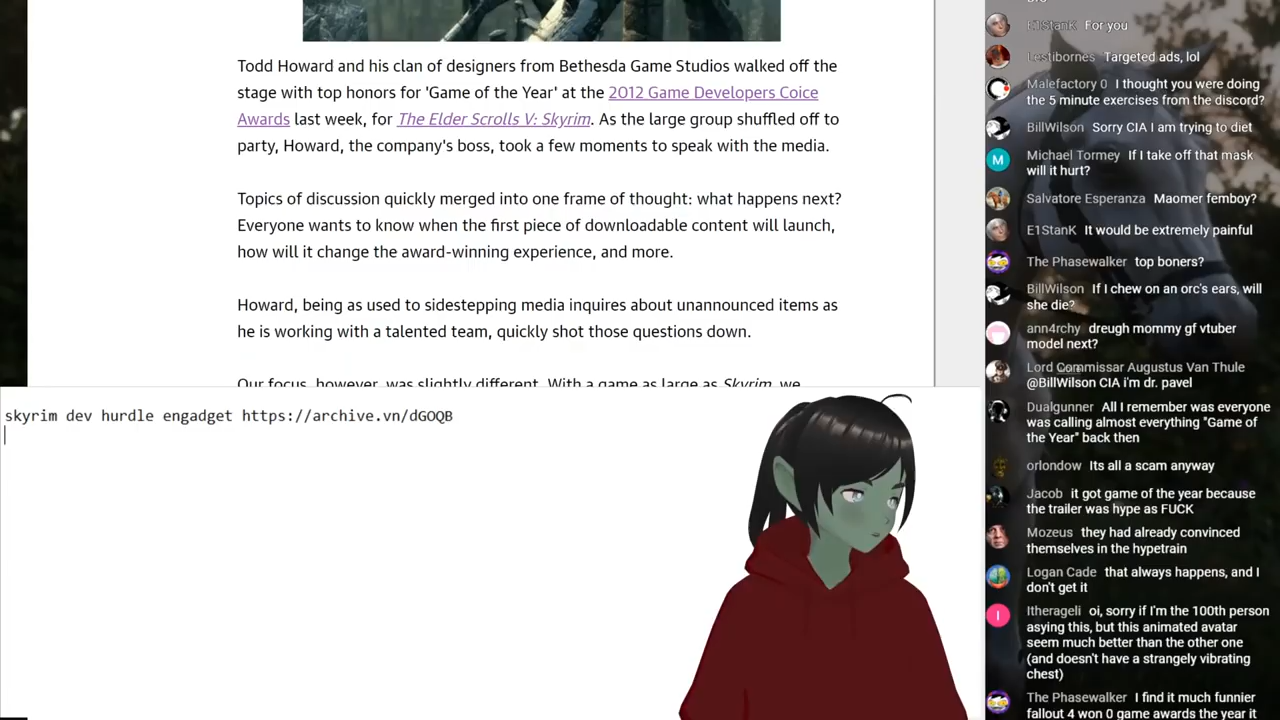 Todd Howard and his clan of designers from Bethesda Game Studios walked off the
stage with top honors for 'Game of the Year' at the 2012 Game Developers Coice
Awards last week, for The Elder Scrolls V: Skyrim. As the large group shuffled off to
party, Howard, the company's boss, took a few moments to speak with the media.
Topics of discussion quickly merged into one frame of thought: what happens next?
Everyone wants to know when the first piece of downloadable content will launch,
how will it change the award-winning experience, and more.
Howard, being as used to sidestepping media inquires about unannounced items as
he is working with a talented team, quickly shot those questions down.
Our focus, however, was slightly different. With a game as large as Skyrim, we
skyrim dev hurdle engadget https://archive.vn/dGOQB
E1StanK For you
Lestibornes Targeted ads, lol
Malefactory 0 I thought you were doing
the 5 minute exercises from the discord?
BillWilson Sorry CIA I am trying to diet
M
Michael Tormey If I take off that mask
will it hurt?
Salvatore Esperanza Maomer femboy?
E1StanK It would be extremely painful
The Phasewalker top boners?
BillWilson If I chew on an orc's ears, will
she die?
ann4rchy dreugh mommy gf vtuber
model next?
Lord Commissar Augustus Van Thule
@BillWilson CIA i'm dr. pavel
Dualgunner All I remember was everyone
was calling almost everything "Game of
the Year" back then
orlondow Its all a scam anyway
Jacob it got game of the year because
the trailer was hype as FUCK
Mozeus they had already convinced
themselves in the hypetrain
Logan Cade that always happens, and I
don't get it
I
Itherageli oi, sorry if I'm the 100th person
asying this, but this animated avatar
seem much better than the other one
(and doesn't have a strangely vibrating
chest)
The Phasewalker I find it much funnier
fallout 4 won 0 game awards the year it